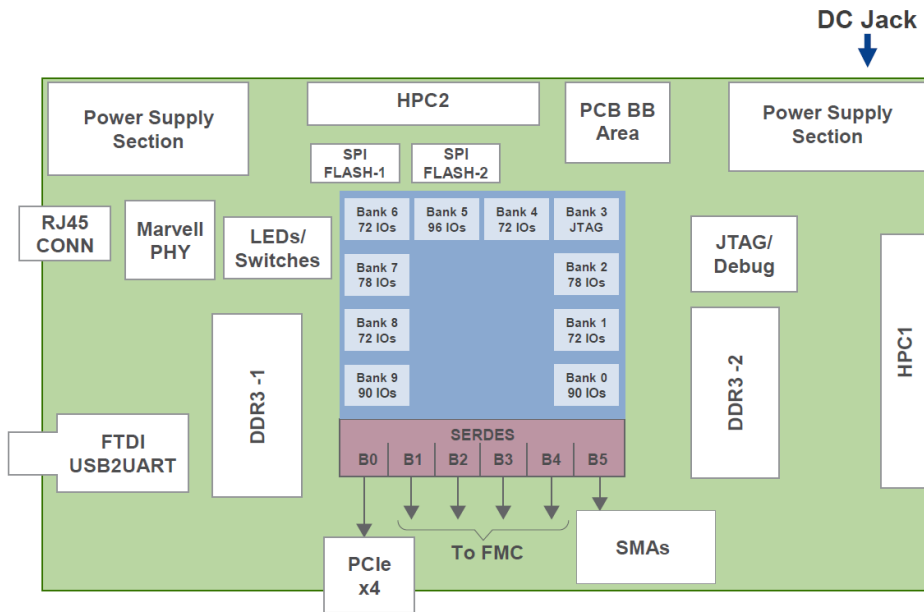 DC Jack
Power Supply
Section
HPC2
PCB BB
Area
Power Supply
Section
SPI
FLASH-1
SPI
FLASH-2
RJ45
CONN
Marvell
PHY
LEDs/
Switches
Bank 6
72 IOs
Bank 5
96 IOs
Bank 4
72 IOs
Bank 3
JTAG
JTAG/
Debug
Bank 7
78 IOs
Bank 2
78 IOs
Bank 8
72 IOs
Bank 1
72 IOs
Bank 9
90 IOs
Bank 0
90 IOs
DDR3 -1
DDR3 -2
HPC1
FTDI
USB2UART
SERDES
B0 B1 B2 B3 B4 B5
To FMC
PCIe
x4
SMAs